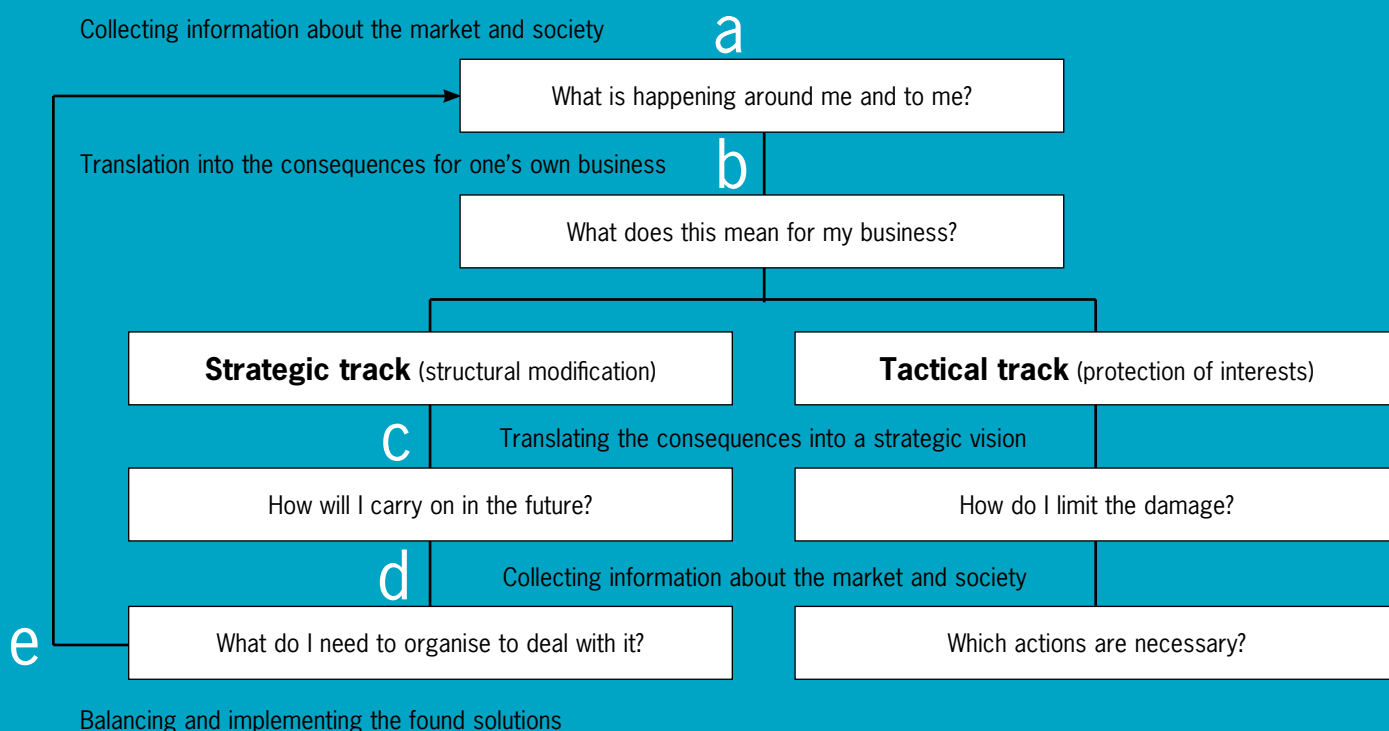 Collecting information about the market and society
a
What is happening around me and to me?
Translation into the consequences for one's own business
b
What does this mean for my business?
Strategic track (structural modification)
Tactical track (protection of interests)
c
Translating the consequences into a strategic vision
How will I carry on in the future?
How do I limit the damage?
d
Collecting information about the market and society
e
What do I need to organise to deal with it?
Which actions are necessary?
Balancing and implementing the found solutions